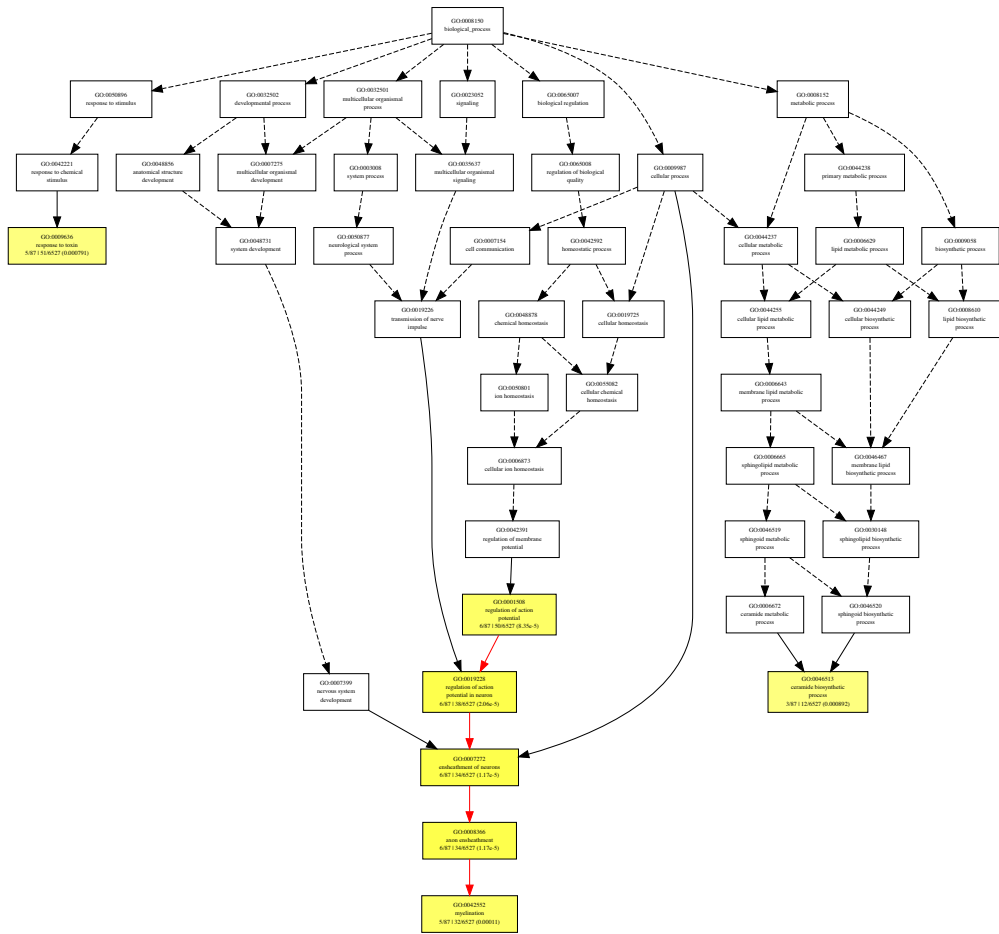 GO:0008150
biological_process
GO:0050896
response to stimulus
GO:0032502
developmental process
GO:0032501
multicellular organismal
process
GO:0023052
signaling
GO:0065007
biological regulation
GO:0008152
metabolic process
GO:0042221
response to chemical
stimulus
GO:0048856
anatomical structure
development
GO:0007275
multicellular organismal
development
GO:0003008
system process
GO:0035637
multicellular organismal
signaling
GO:0065008
regulation of biological
quality
GO:0009987
cellular process
GO:0044238
primary metabolic process
GO:0009636
response to toxin
5/87 | 51/6527 (0.000791)
GO:0048731
system development
GO:0050877
neurological system
process
GO:0007154
cell communication
GO:0042592
homeostatic process
GO:0044237
cellular metabolic
process
GO:0006629
lipid metabolic process
GO:0009058
biosynthetic process
GO:0019226
transmission of nerve
impulse
GO:0048878
chemical homeostasis
GO:0019725
cellular homeostasis
GO:0044255
cellular lipid metabolic
process
GO:0044249
cellular biosynthetic
process
GO:0008610
lipid biosynthetic
process
GO:0050801
ion homeostasis
GO:0055082
cellular chemical
homeostasis
GO:0006643
membrane lipid metabolic
process
GO:0006873
cellular ion homeostasis
GO:0006665
sphingolipid metabolic
process
GO:0046467
membrane lipid
biosynthetic process
GO:0042391
regulation of membrane
potential
GO:0046519
sphingoid metabolic
process
GO:0030148
sphingolipid biosynthetic
process
GO:0001508
regulation of action
potential
6/87 | 50/6527 (8.35e-5)
GO:0006672
ceramide metabolic
process
GO:0046520
sphingoid biosynthetic
process
GO:0007399
nervous system
development
GO:0019228
regulation of action
potential in neuron
6/87 | 38/6527 (2.06e-5)
GO:0046513
ceramide biosynthetic
process
3/87 | 12/6527 (0.000892)
GO:0007272
ensheathment of neurons
6/87 | 34/6527 (1.17e-5)
GO:0008366
axon ensheathment
6/87 | 34/6527 (1.17e-5)
GO:0042552
myelination
5/87 | 32/6527 (0.00011)